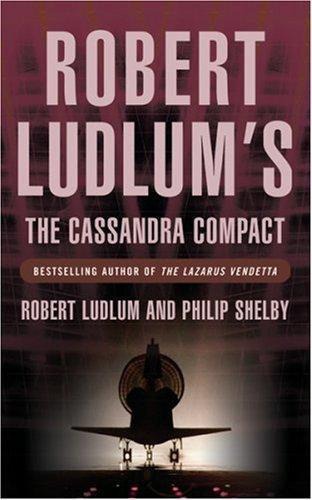 ROBERT
LUDLUM'S
THE CASSANDRA COMPACT
BESTSELLING AUTHOR OF THE LAZARUS VENDETTA
ROBERT LUDLUM AND PHILIP SHELBY